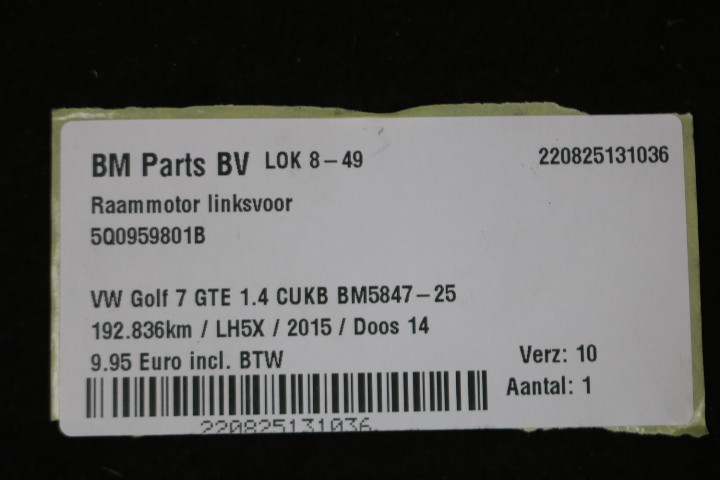 BM Parts BV LOK 8-49 220825131036
Raammotor linksvoor
5Q0959801B
VW Golf 7 GTE 1.4 CUKB BM5847-25
192.836km / LH5X / 2015 / Doos 14
9.95 Euro incl. BTW Verz: 10
Aantal: 1
220825131036